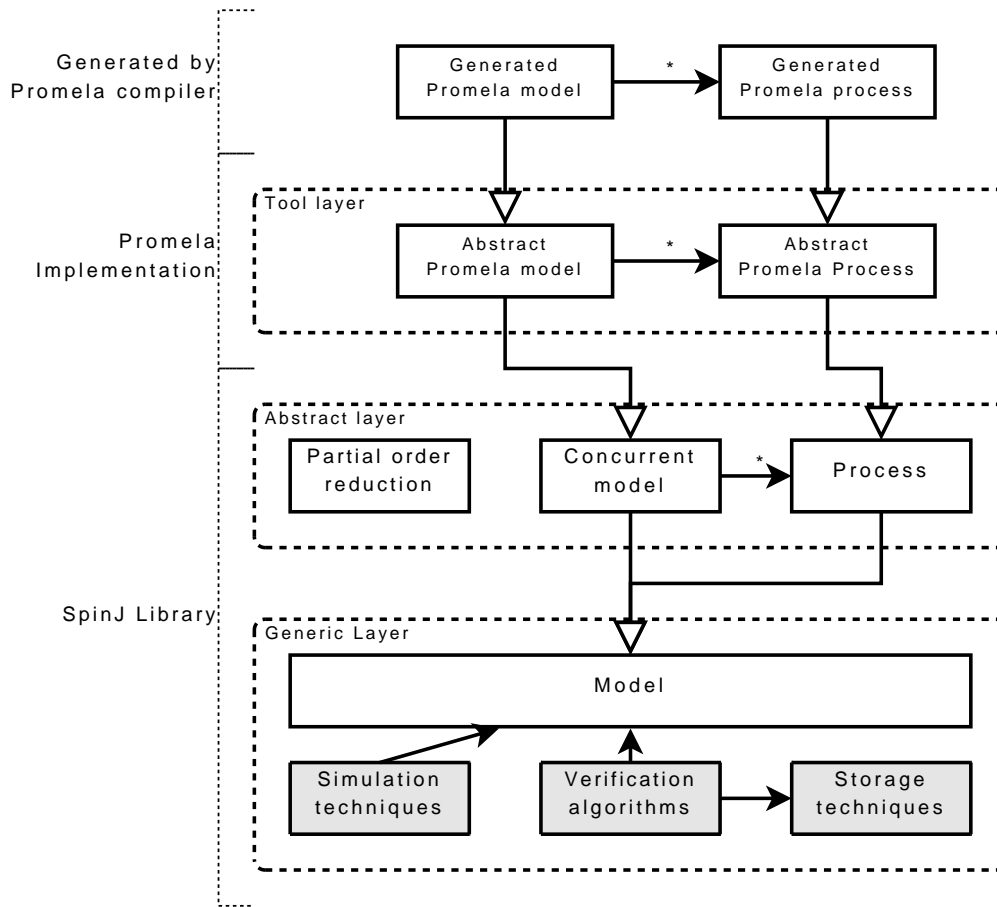 Generated by
Promela compiler
Generated
Promela model
*
Generated
Promela process
Tool layer
Promela
Implementation
Abstract
Promela model
*
Abstract
Promela Process
Abstract layer
Partial order
reduction
Concurrent
model
*
Process
SpinJ Library
Generic Layer
Model
Simulation
techniques
Verification
algorithms
Storage
techniques